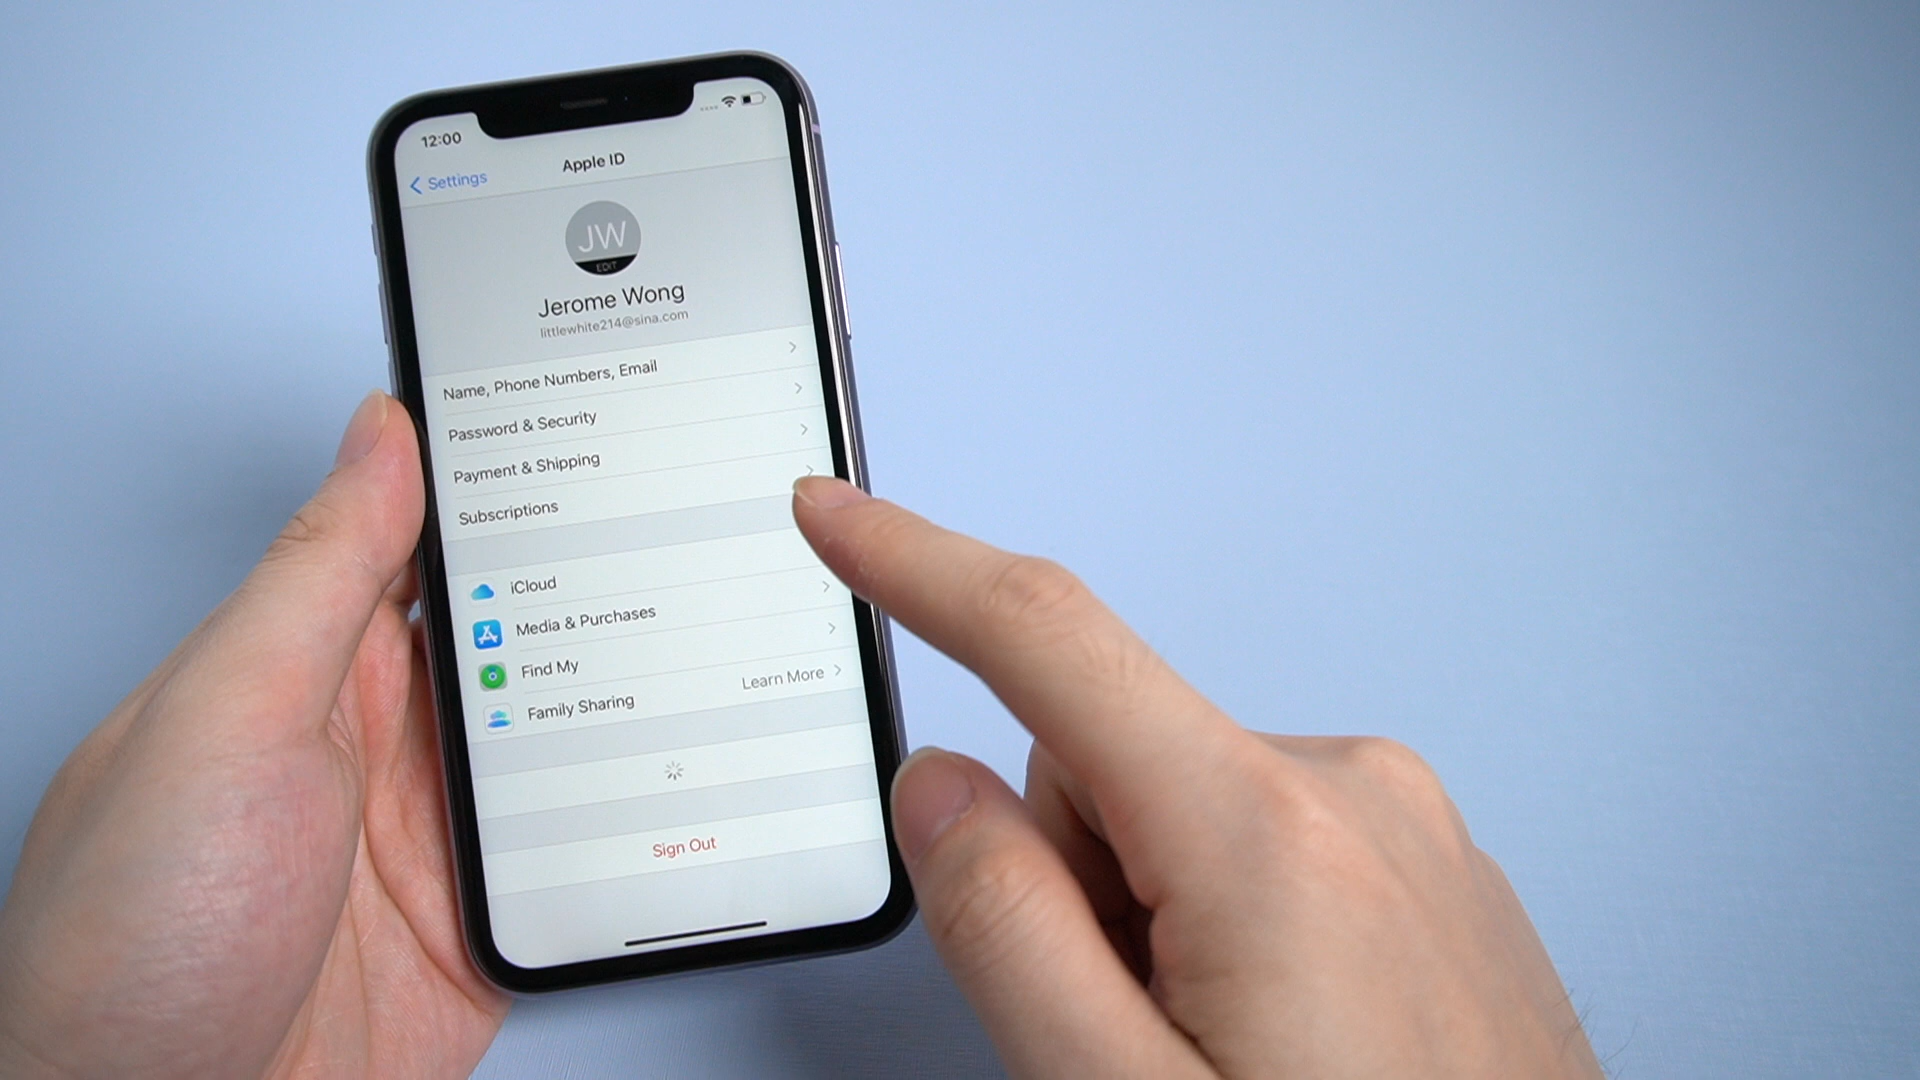 12:00
Settings
Apple ID
JW
EDIT
Jerome Wong
littlewhite214@sina.com
Name, Phone Numbers, Email
Password & Security
Payment & Shipping
Subscriptions
iCloud
Media & Purchases
Find My
Family Sharing Learn More
Sign Out